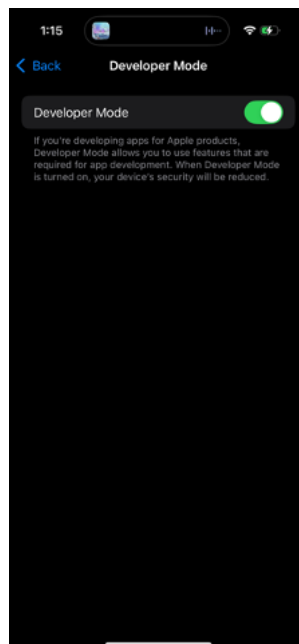 1:15
Back
Developer Mode
Developer Mode
If you're developing apps for Apple products,
Developer Mode allows you to use features that are
required for app development. When Developer Mode
is turned on, your device's security will be reduced.